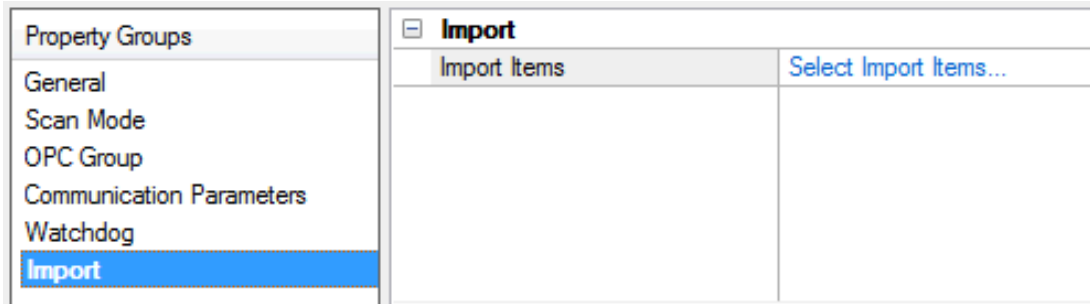 Property Groups
General
Scan Mode
OPC Group
Communication Parameters
Watchdog
Import
Import
Import Items
Select Import Items...